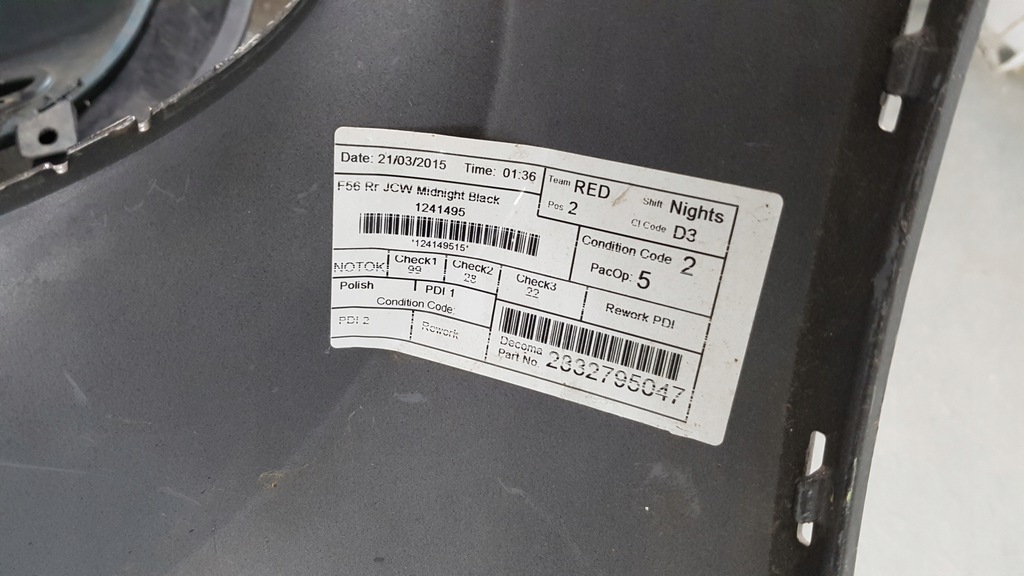 Date: 21/03/2015 Time: 01:36
Team RED Shift Nights
Pos 2 CI Code D3
F56 Rr JCW Midnight Black
1241495
*124149515*
Condition Code 2
PacOp: 5
NOTOK Check1 99 Check2 28 Check3 22
Rework PDI
Polish PDI 1
Condition Code:
PDI 2 Rework
Decoma
Part No. 2332795047